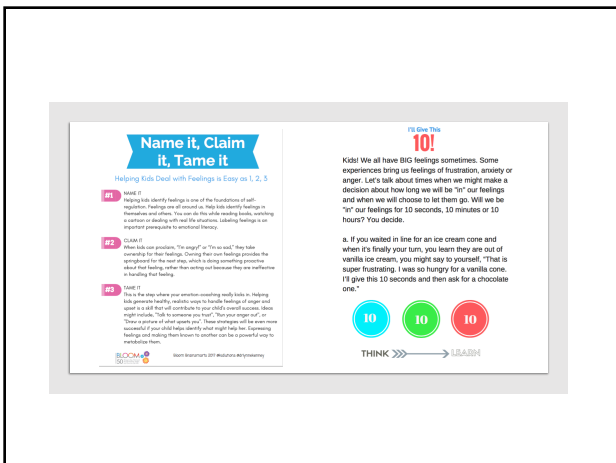 Name it, Claim
it, Tame it
Helping Kids Deal with Feelings is Easy as 1, 2, 3
#1
NAME IT
Helping kids identify feelings is one of the foundations of self-
regulation. Feelings are all around us. Help kids identify feelings in
themselves and others. You can do this while reading books, watching
a cartoon or dealing with real life situations. Labeling feelings is an
important prerequisite to emotional literacy.
#2
CLAIM IT
When kids can proclaim, "I'm angry!" or "I'm so sad," they take
ownership for their feelings. Owning their own feelings provides the
springboard for the next step, which is doing something proactive
about that feeling, rather than acting out because they are ineffective
in handling that feeling.
#3
TAME IT
This is the step where your emotion-coaching really kicks in. Helping
kids generate healthy, realistic ways to handle feelings of anger and
upset is a skill that will contribute to your child's overall success. Ideas
might include, "Talk to someone you trust", "Run your anger out", or
"Draw a picture of what upsets you". These strategies will be even more
successful if your child helps identify what might help her. Expressing
feelings and making them known to another can be a powerful way to
metabolize them.
BLOOM
I'll Give This
10!
Kids! We all have BIG feelings sometimes. Some
experiences bring us feelings of frustration, anxiety or
anger. Let's talk about times when we might make a
decision about how long we will be "in" our feelings
and when we will choose to let them go. Will we be
"in" our feelings for 10 seconds, 10 minutes or 10
hours? You decide.
a. If you waited in line for an ice cream cone and
when it's finally your turn, you learn they are out of
vanilla ice cream, you might say to yourself, "That is
super frustrating. I was so hungry for a vanilla cone.
I'll give this 10 seconds and then ask for a chocolate
one."
10 10 10
THINK LEARN